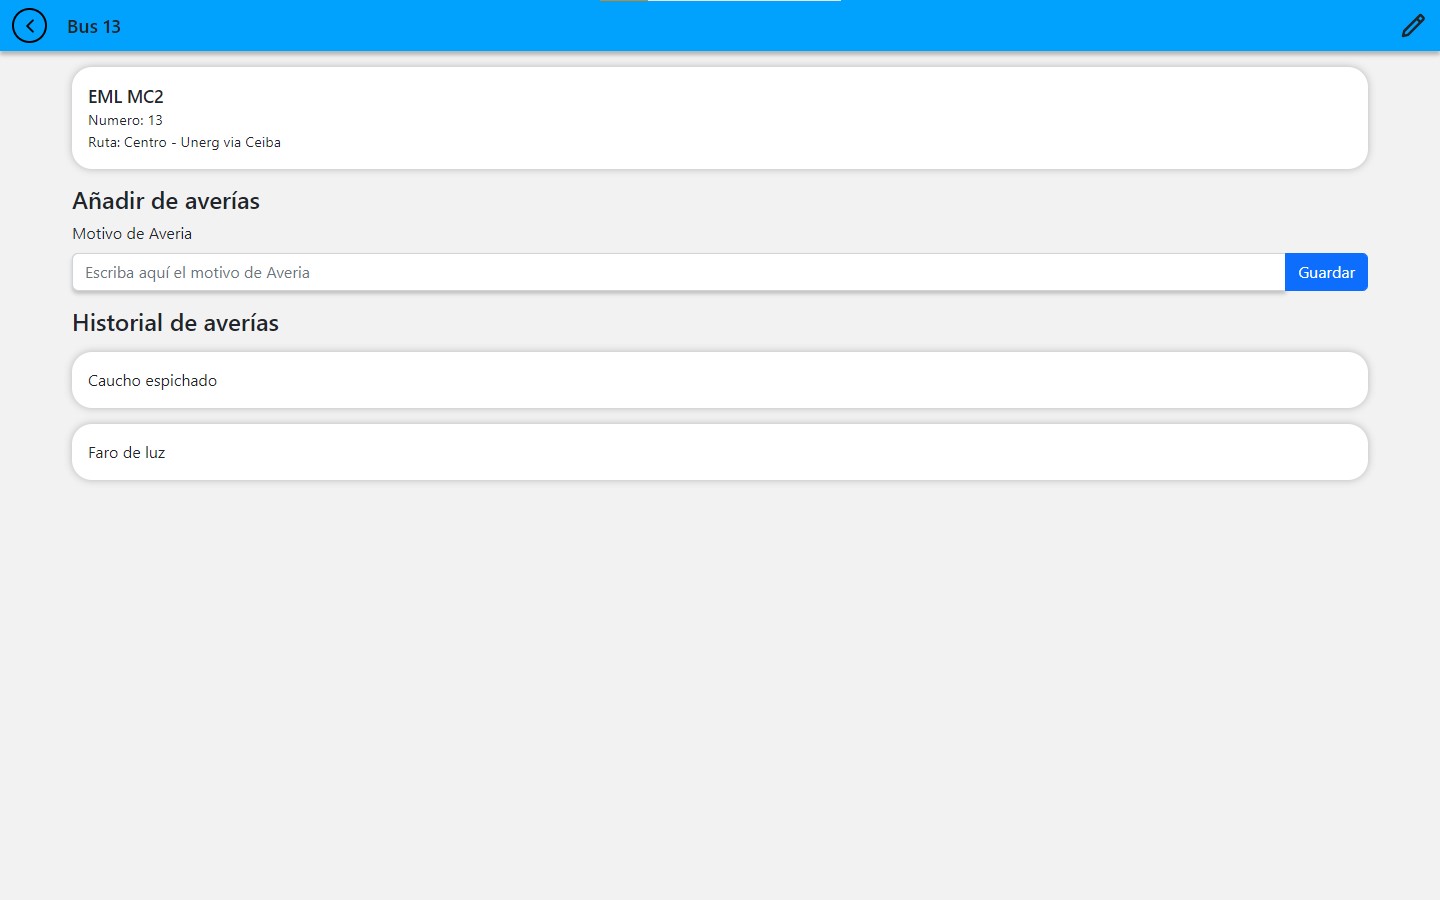 Bus 13
EML MC2
Numero: 13
Ruta: Centro - Unerg via Ceiba
Añadir de averías
Motivo de Averia
Escriba aquí el motivo de Averia
Guardar
Historial de averías
Caucho espichado
Faro de luz